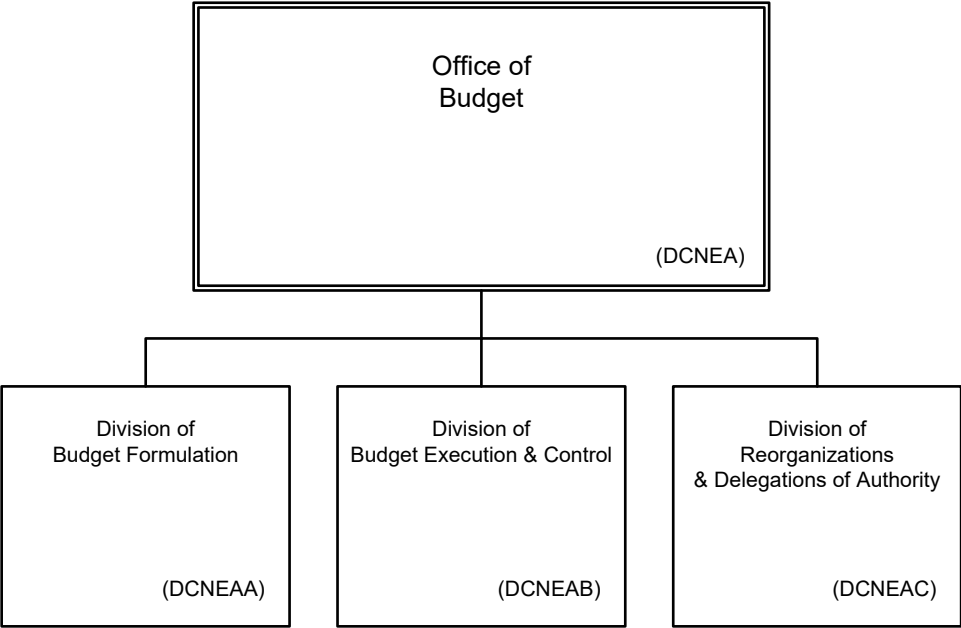 Office of
Budget
(DCNEA)
Division of
Budget Formulation
(DCNEAA)
Division of
Budget Execution & Control
(DCNEAB)
Division of
Reorganizations
& Delegations of Authority
(DCNEAC)